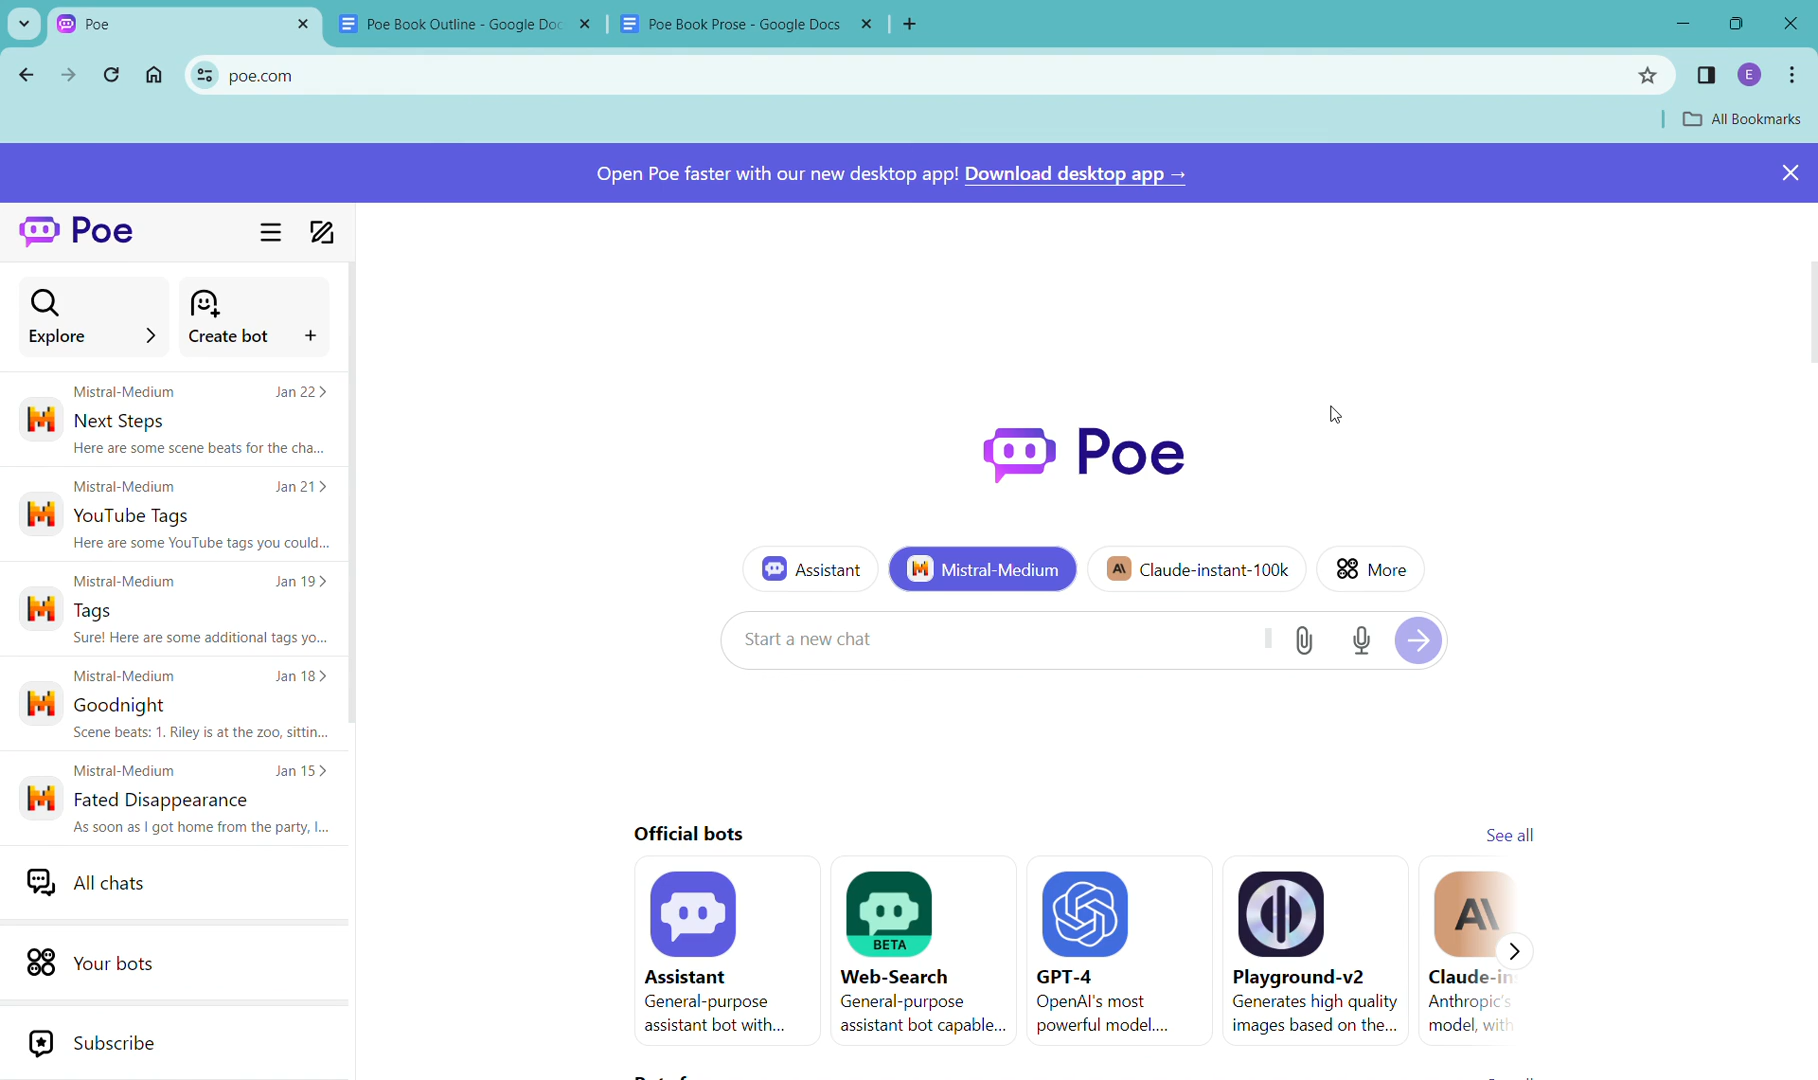 Poe
Poe Book Outline - Google Doc
Poe Book Prose - Google Docs
poe.com
E
All Bookmarks
Open Poe faster with our new desktop app! Download desktop app →
Poe
Explore
Create bot +
Mistral-Medium Jan 22 >
Next Steps
Here are some scene beats for the cha...
Mistral-Medium Jan 21 >
YouTube Tags
Here are some YouTube tags you could...
Mistral-Medium Jan 19 >
Tags
Sure! Here are some additional tags yo...
Mistral-Medium Jan 18 >
Goodnight
Scene beats: 1. Riley is at the zoo, sittin...
Mistral-Medium Jan 15 >
Fated Disappearance
As soon as I got home from the party, I...
All chats
Your bots
Subscribe
Poe
Assistant
Mistral-Medium
AI Claude-instant-100k
More
Start a new chat
Official bots
See all
BETA
AI
Assistant
General-purpose
assistant bot with...
Web-Search
General-purpose
assistant bot capable...
GPT-4
OpenAI's most
powerful model....
Playground-v2
Generates high quality
images based on the...
Claude-in
Anthropic's
model, with